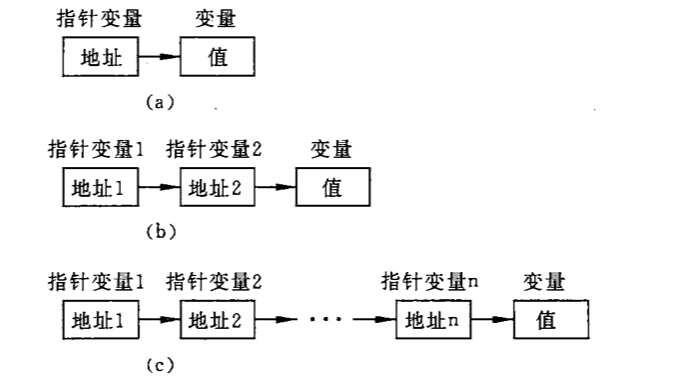 指针变量 变量
地址 值
(a)
指针变量1 指针变量2 变量
地址1 地址2 值
(b)
指针变量1 指针变量2 指针变量n 变量
地址1 地址2 ··· 地址n 值
(c)